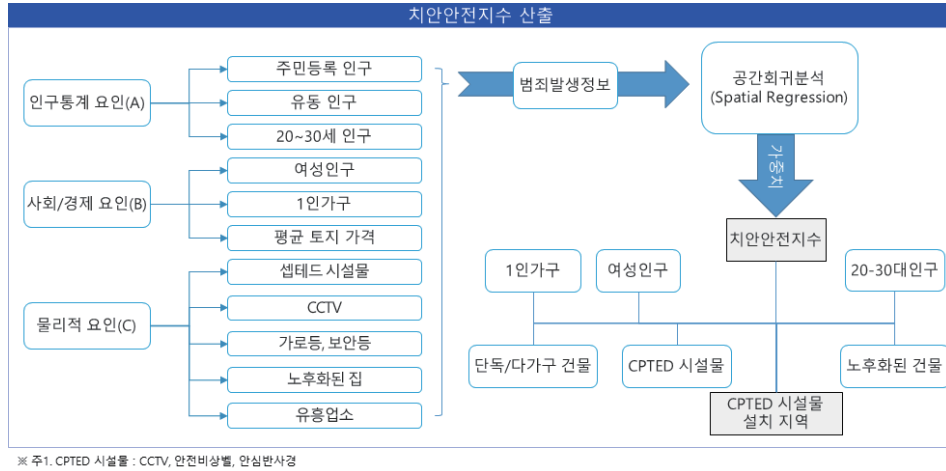 치안안전지수 산출
인구통계 요인(A)
주민등록 인구
유동 인구
20~30세 인구
사회/경제 요인(B)
여성인구
1인가구
평균 토지 가격
물리적 요인(C)
셉테드 시설물
CCTV
가로등, 보안등
노후화된 집
유흥업소
범죄발생정보
공간회귀분석
(Spatial Regression)
가중치
치안안전지수
1인가구
여성인구
20-30대인구
단독/다가구 건물
CPTED 시설물
노후화된 건물
CPTED 시설물
설치 지역
※ 주1. CPTED 시설물 : CCTV, 안전비상벨, 안심반사경